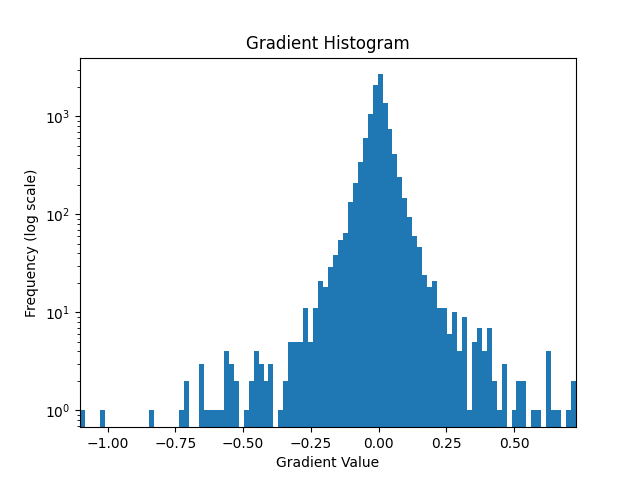 Gradient Histogram
Frequency (log scale)
10³
10²
10¹
10⁰
−1.00 −0.75 −0.50 −0.25 0.00 0.25 0.50
Gradient Value